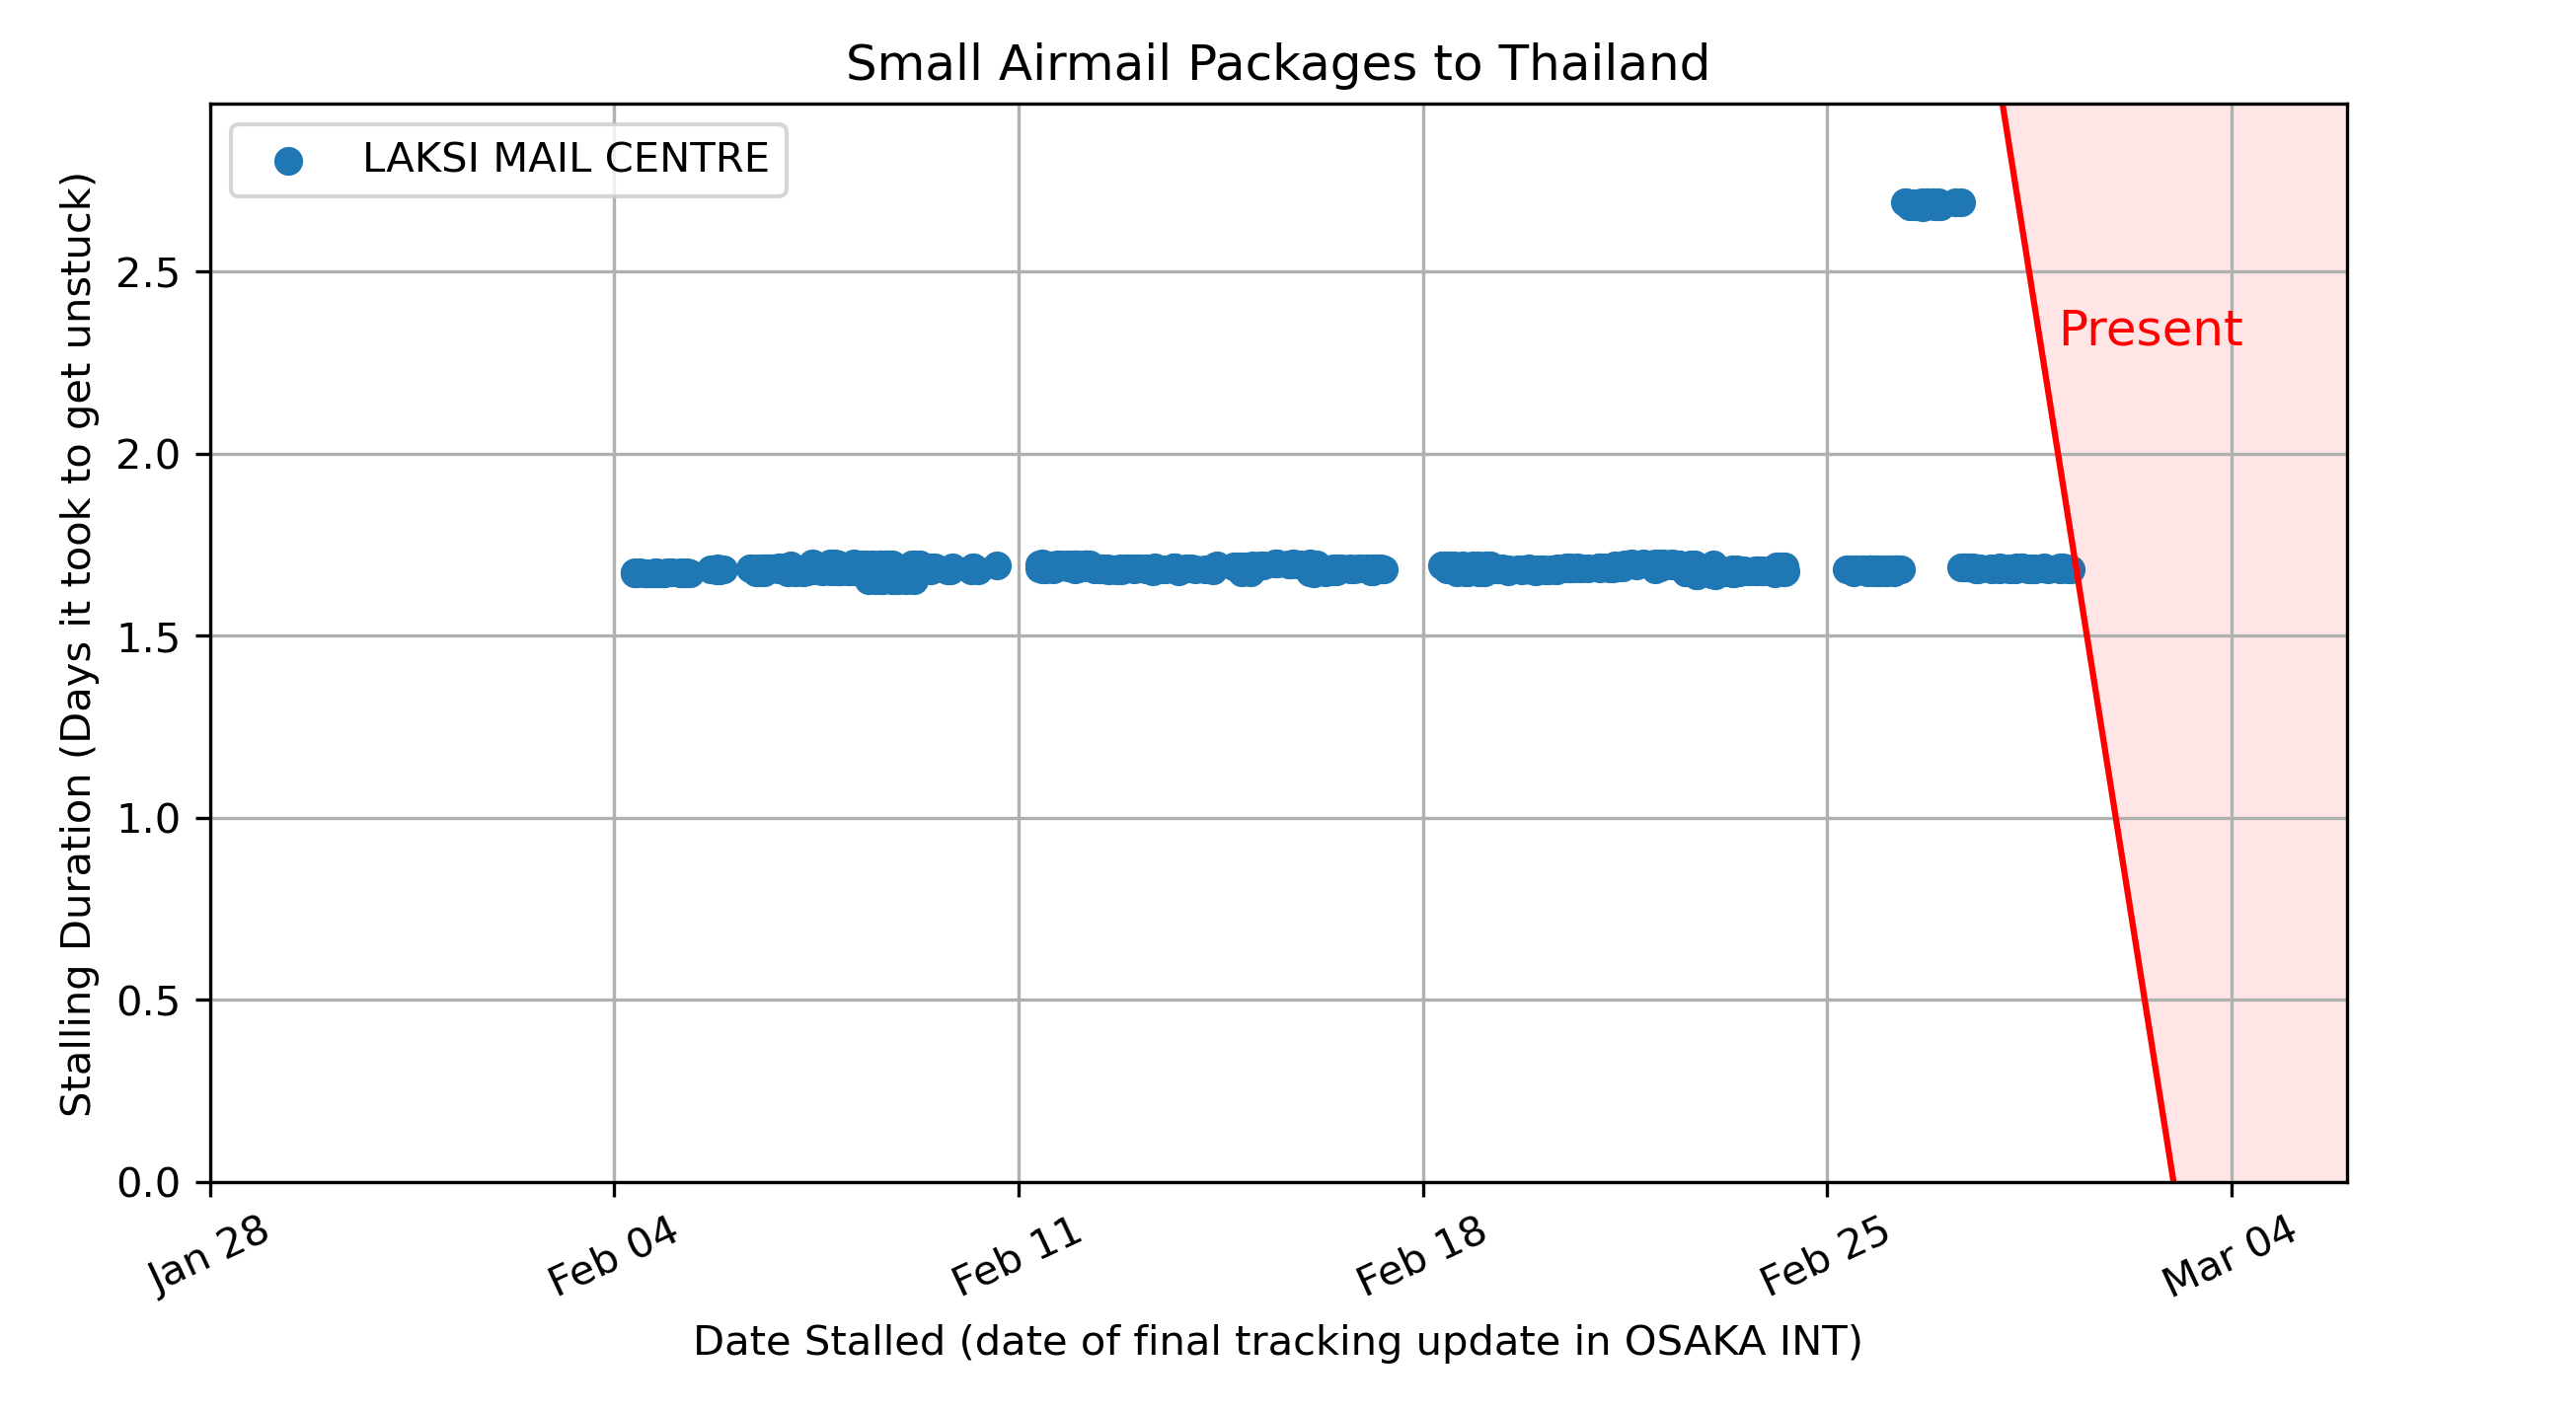 Small Airmail Packages to Thailand
LAKSI MAIL CENTRE
Present
Stalling Duration (Days it took to get unstuck)
2.5
2.0
1.5
1.0
0.5
0.0
Jan 28
Feb 04
Feb 11
Feb 18
Feb 25
Mar 04
Date Stalled (date of final tracking update in OSAKA INT)